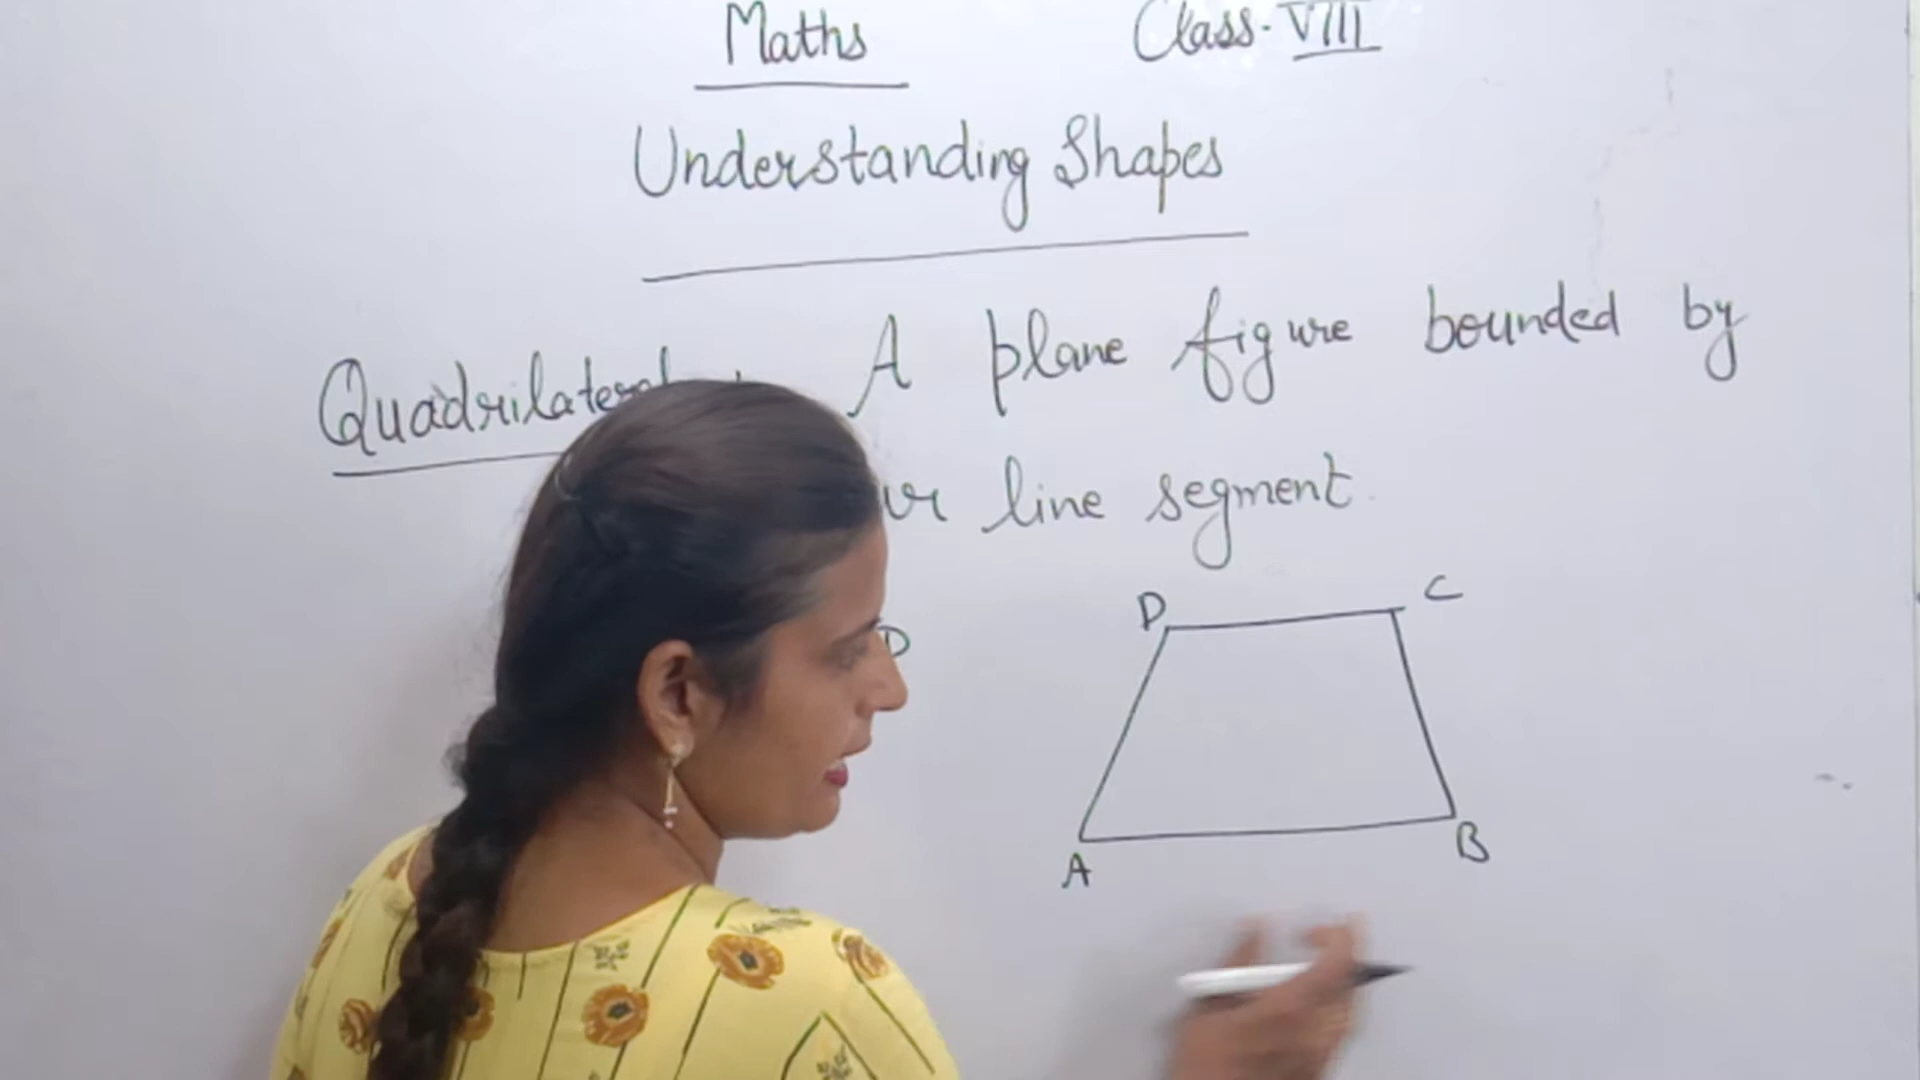 Maths Class-VIII
Understanding Shapes
Quadrilateral A plane figure bounded by
line segment.
D C
D
A B